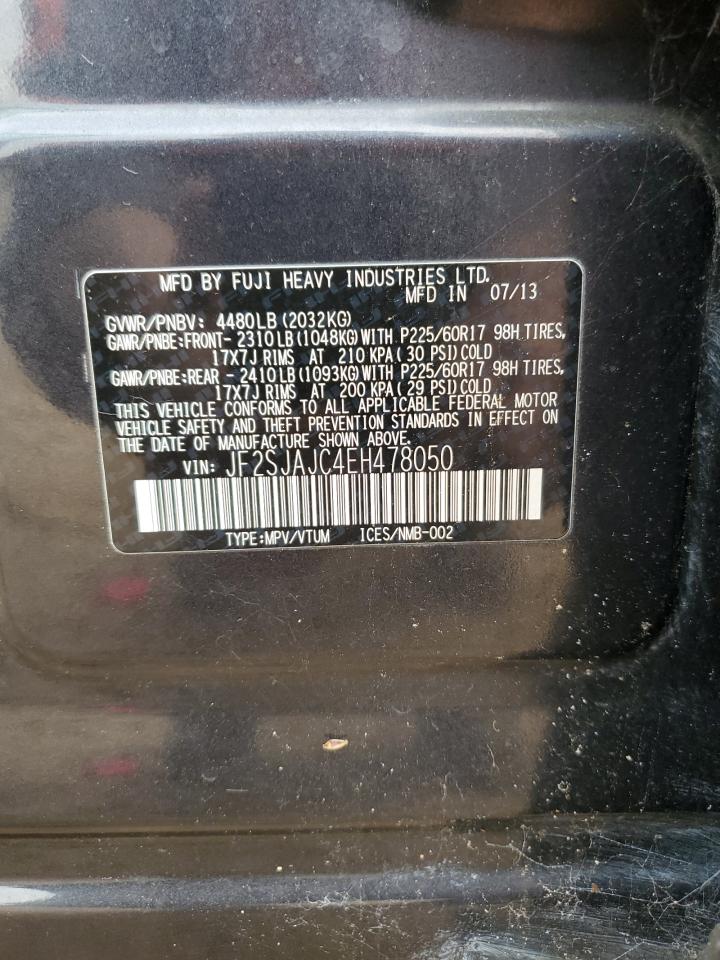 MFD BY FUJI HEAVY INDUSTRIES LTD.
MFD IN 07/13
GVWR/PNBV: 4480LB (2032KG)
GAWR/PNBE:FRONT- 2310LB (1048KG) WITH P225/60R17 98H TIRES,
17X7J RIMS AT 210 KPA (30 PSI) COLD
GAWR/PNBE:REAR - 2410LB (1093KG) WITH P225/60R17 98H TIRES,
17X7J RIMS AT 200 KPA (29 PSI) COLD
THIS VEHICLE CONFORMS TO ALL APPLICABLE FEDERAL MOTOR
VEHICLE SAFETY AND THEFT PREVENTION STANDARDS IN EFFECT ON
THE DATE OF MANUFACTURE SHOWN ABOVE.
VIN: JF2SJAJC4EH478050
TYPE:MPV/VTUM ICES/NMB-002